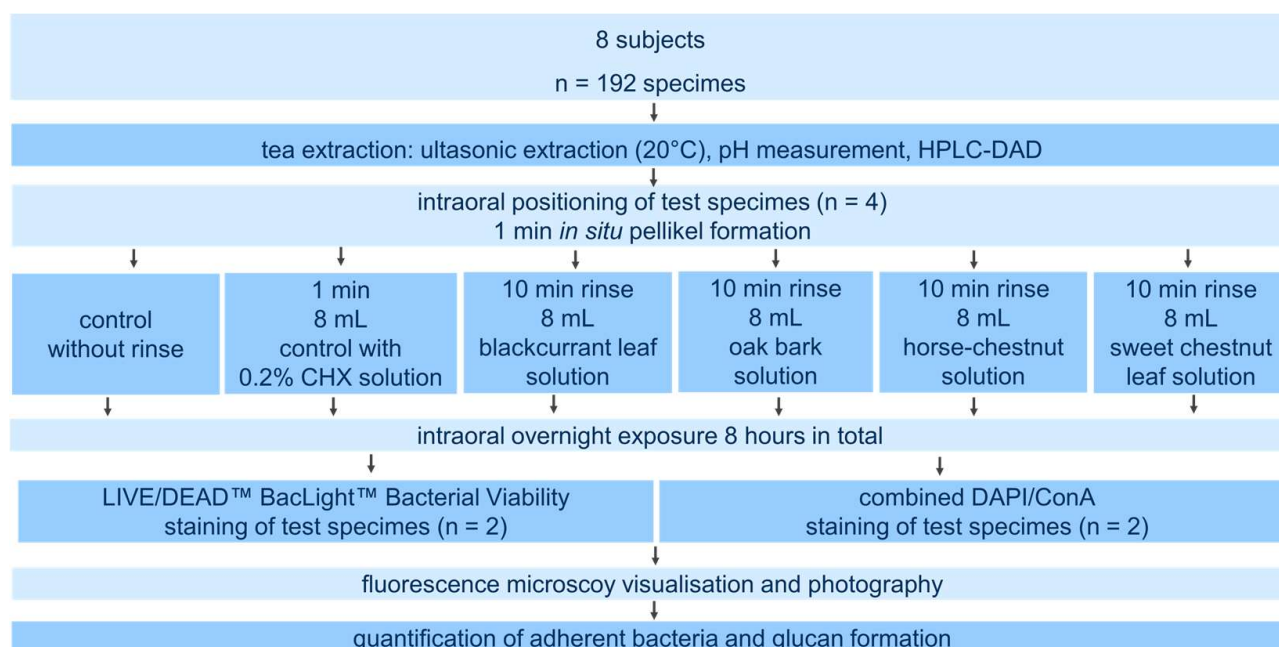 8 subjects
n = 192 specimes
tea extraction: ultasonic extraction (20°C), pH measurement, HPLC-DAD
intraoral positioning of test specimes (n = 4)
1 min in situ pellikel formation
control
without rinse
1 min
8 mL
control with
0.2% CHX solution
10 min rinse
8 mL
blackcurrant leaf
solution
10 min rinse
8 mL
oak bark
solution
10 min rinse
8 mL
horse-chestnut
solution
10 min rinse
8 mL
sweet chestnut
leaf solution
intraoral overnight exposure 8 hours in total
LIVE/DEAD™ BacLight™ Bacterial Viability
staining of test specimes (n = 2)
combined DAPI/ConA
staining of test specimes (n = 2)
fluorescence microscoy visualisation and photography
quantification of adherent bacteria and glucan formation